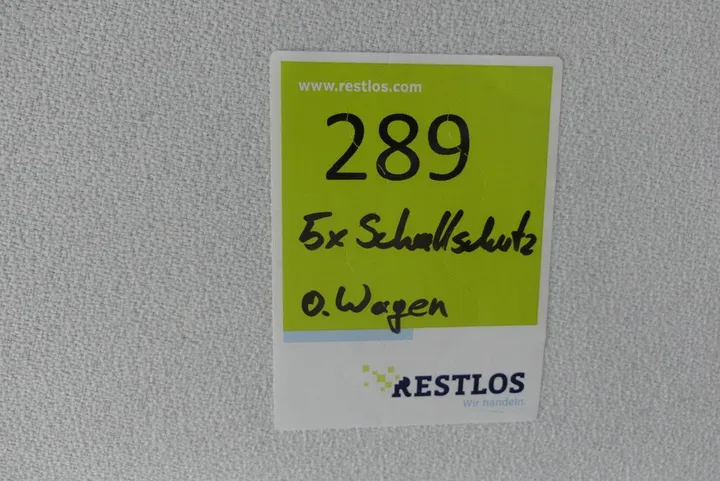 www.restlos.com
289
5x Schallschutz
o. Wagen
RESTLOS
Wir handeln